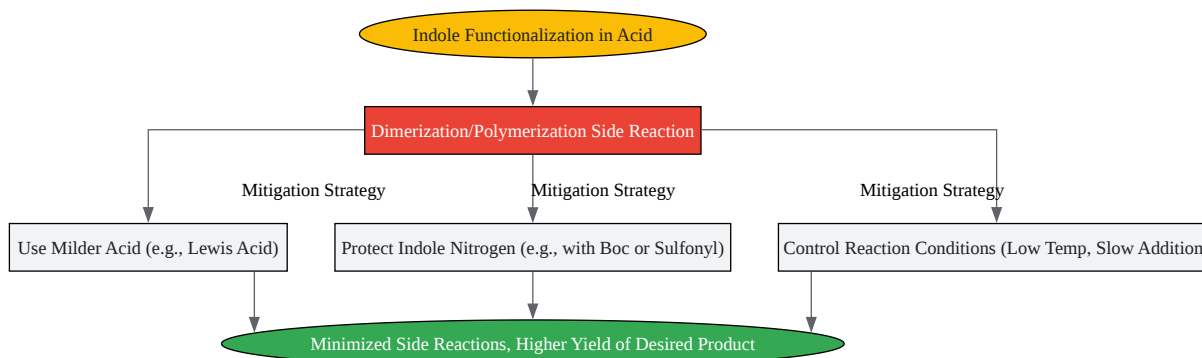 Indole Functionalization in Acid
Dimerization/Polymerization Side Reaction
Mitigation Strategy
Mitigation Strategy
Mitigation Strategy
Use Milder Acid (e.g., Lewis Acid)
Protect Indole Nitrogen (e.g., with Boc or Sulfonyl)
Control Reaction Conditions (Low Temp, Slow Addition
Minimized Side Reactions, Higher Yield of Desired Product